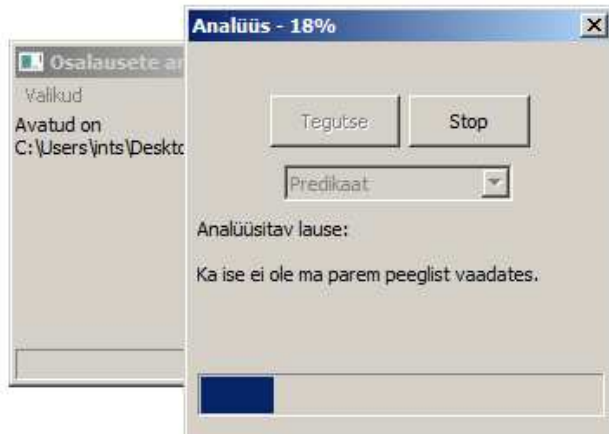 Analüüs - 18%
Osalausete
Valikud
Avatud on
C:\Users\ints\Deskto
Tegutse
Stop
Predikaat
Analüüsitav lause:
Ka ise ei ole ma parem peeglist vaadates.